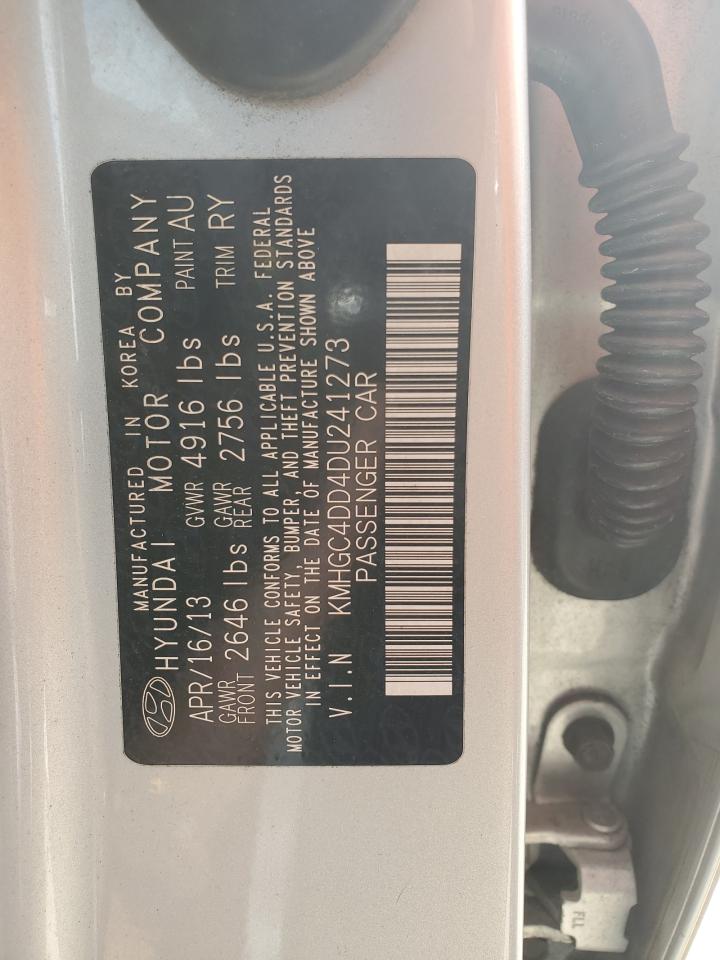 MANUFACTURED IN KOREA BY
HYUNDAI MOTOR COMPANY
APR/16/13 GVWR 4916 lbs PAINT AU
GAWR FRONT 2646 lbs GAWR REAR 2756 lbs TRIM RY
THIS VEHICLE CONFORMS TO ALL APPLICABLE U.S.A. FEDERAL
MOTOR VEHICLE SAFETY, BUMPER, AND THEFT PREVENTION STANDARDS
IN EFFECT ON THE DATE OF MANUFACTURE SHOWN ABOVE
V.I.N KMHGC4DD4DU241273
PASSENGER CAR